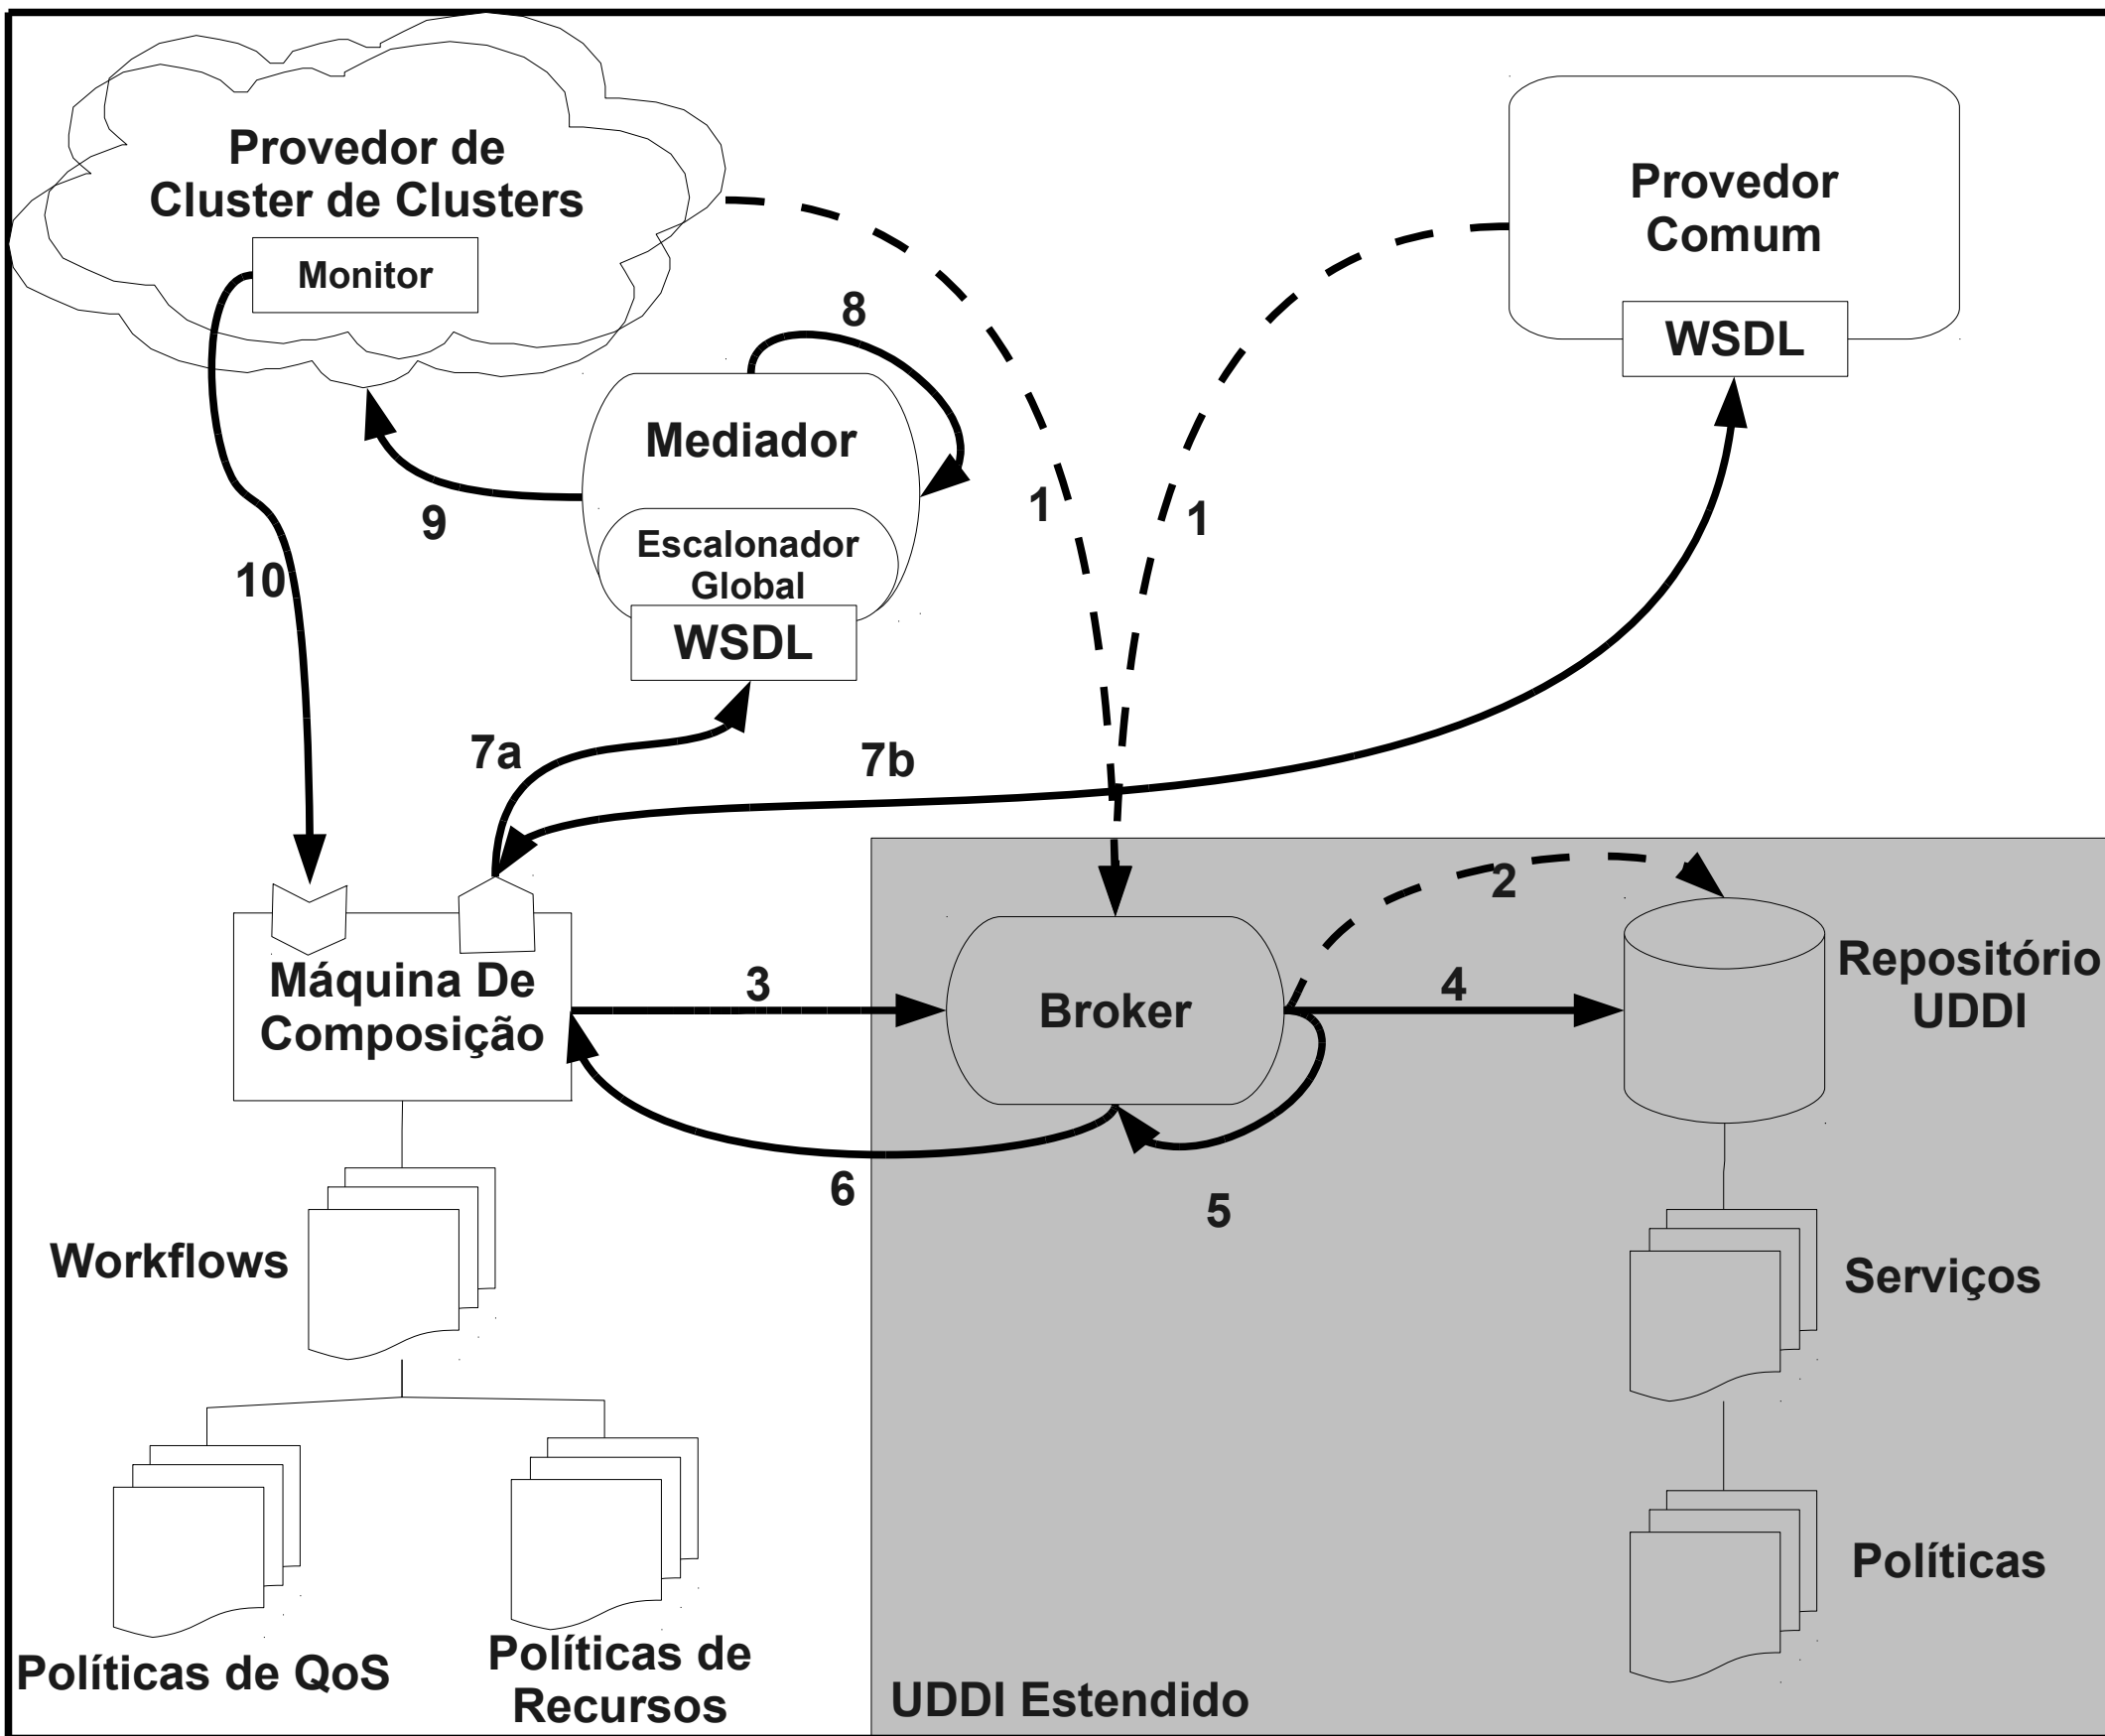 Provedor de
Cluster de Clusters
Monitor
Provedor
Comum
WSDL
8
Mediador
Escalonador
Global
WSDL
9
10
1
1
7a
7b
2
Máquina De
Composição
3
Broker
4
Repositório
UDDI
6
5
Workflows
Serviços
Políticas
Políticas de QoS
Políticas de
Recursos
UDDI Estendido